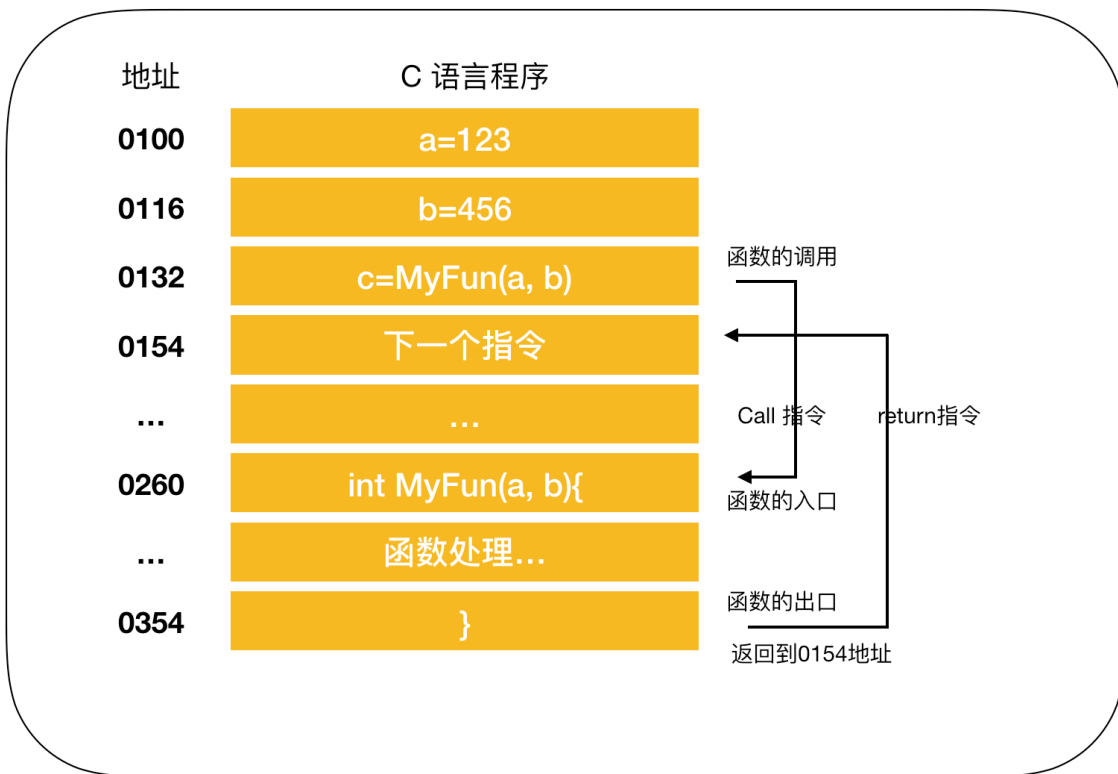 地址 C 语言程序
0100 a=123
0116 b=456
函数的调用
0132 c=MyFun(a, b)
0154 下一个指令
... ...
Call 指令 return指令
0260 int MyFun(a, b){
函数的入口
... 函数处理...
函数的出口
0354 }
返回到0154地址